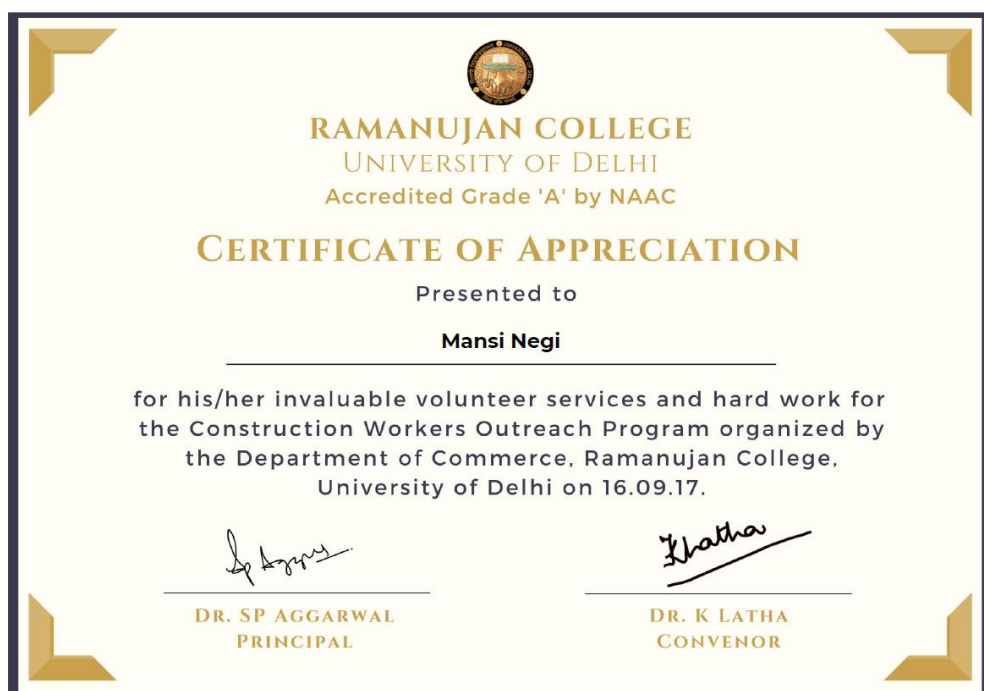 RAMANUJAN COLLEGE
UNIVERSITY OF DELHI
Accredited Grade 'A' by NAAC
CERTIFICATE OF APPRECIATION
Presented to
Mansi Negi
for his/her invaluable volunteer services and hard work for
the Construction Workers Outreach Program organized by
the Department of Commerce, Ramanujan College,
University of Delhi on 16.09.17.
DR. SP AGGARWAL
PRINCIPAL
Klatha
DR. K LATHA
CONVENOR